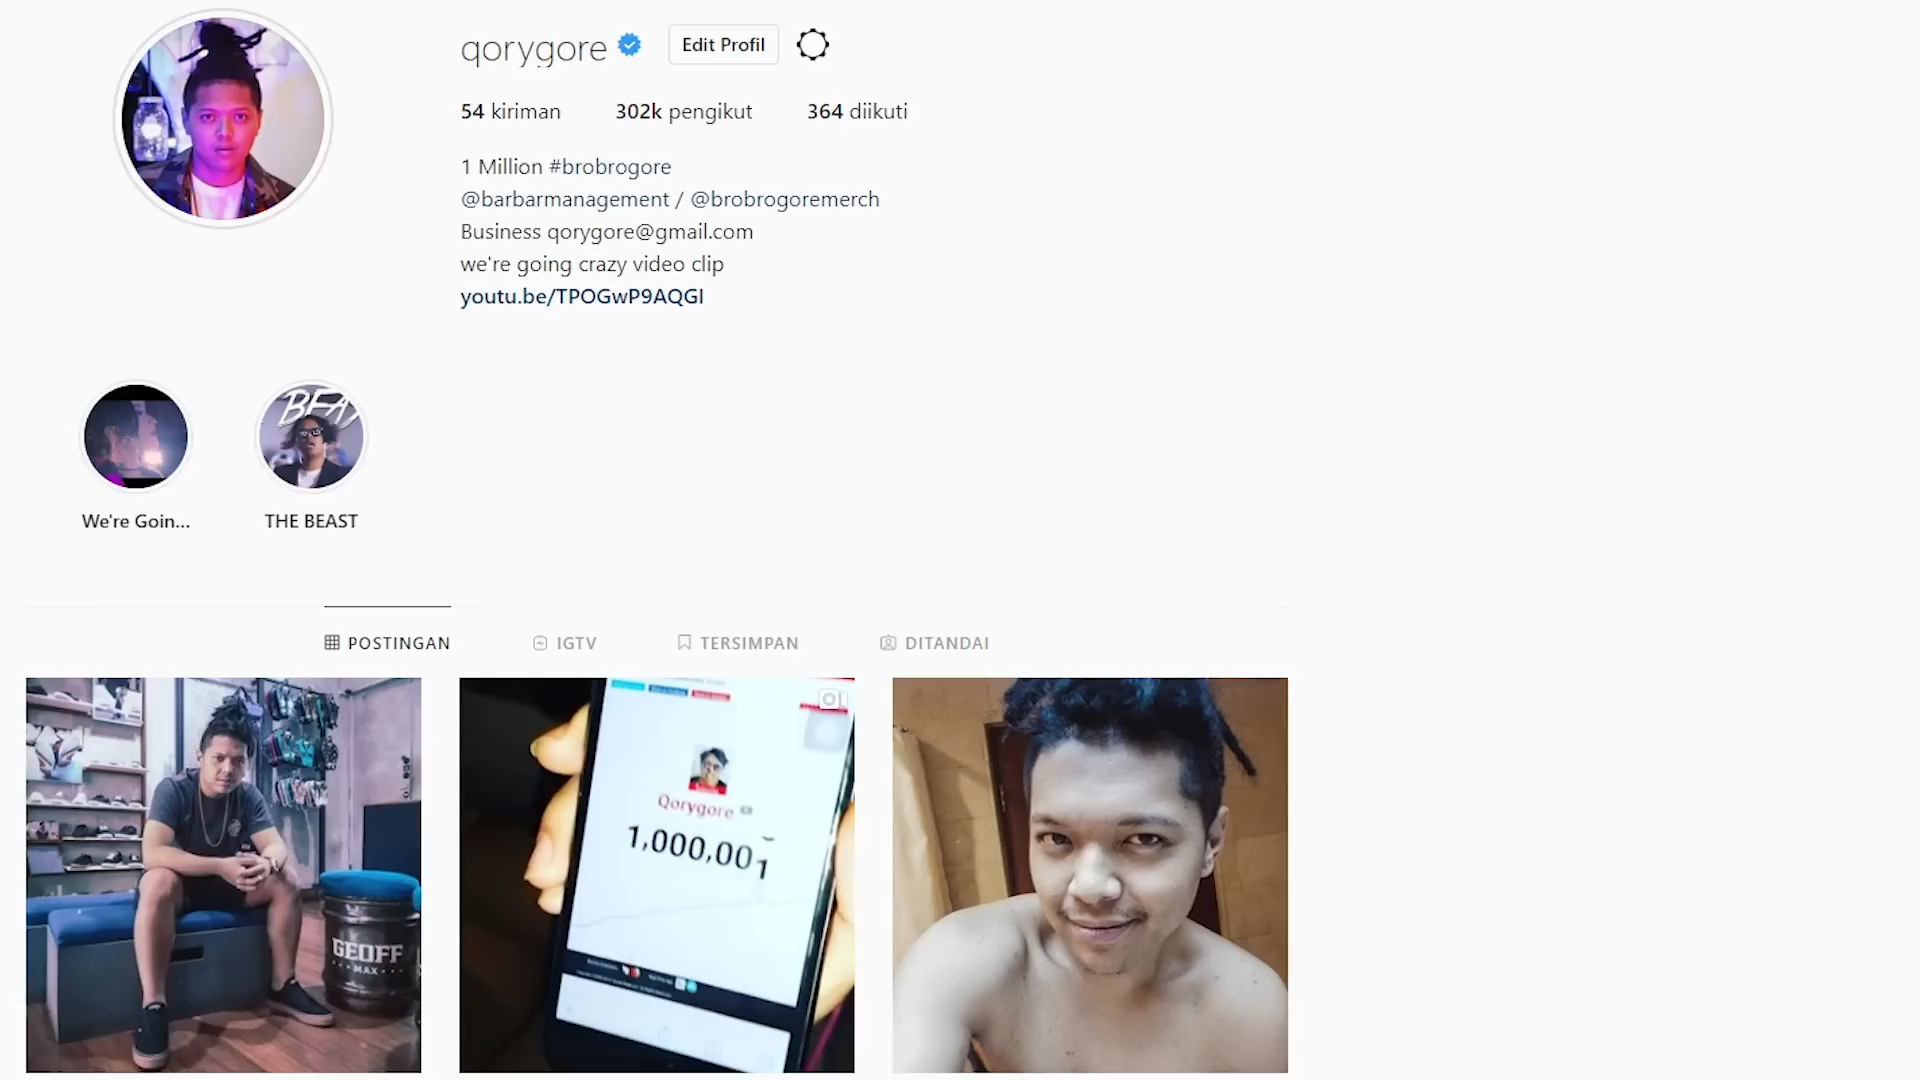 qorygore
Edit Profil
54 kiriman 302k pengikut 364 diikuti
1 Million #brobrogore
@barbarmanagement / @brobrogoremerch
Business qorygore@gmail.com
we're going crazy video clip
youtu.be/TPOGwP9AQGI
We're Goin...
THE BEAST
POSTINGAN
IGTV
TERSIMPAN
DITANDAI
GEOFF
MAX
Qorygore
1,000,001